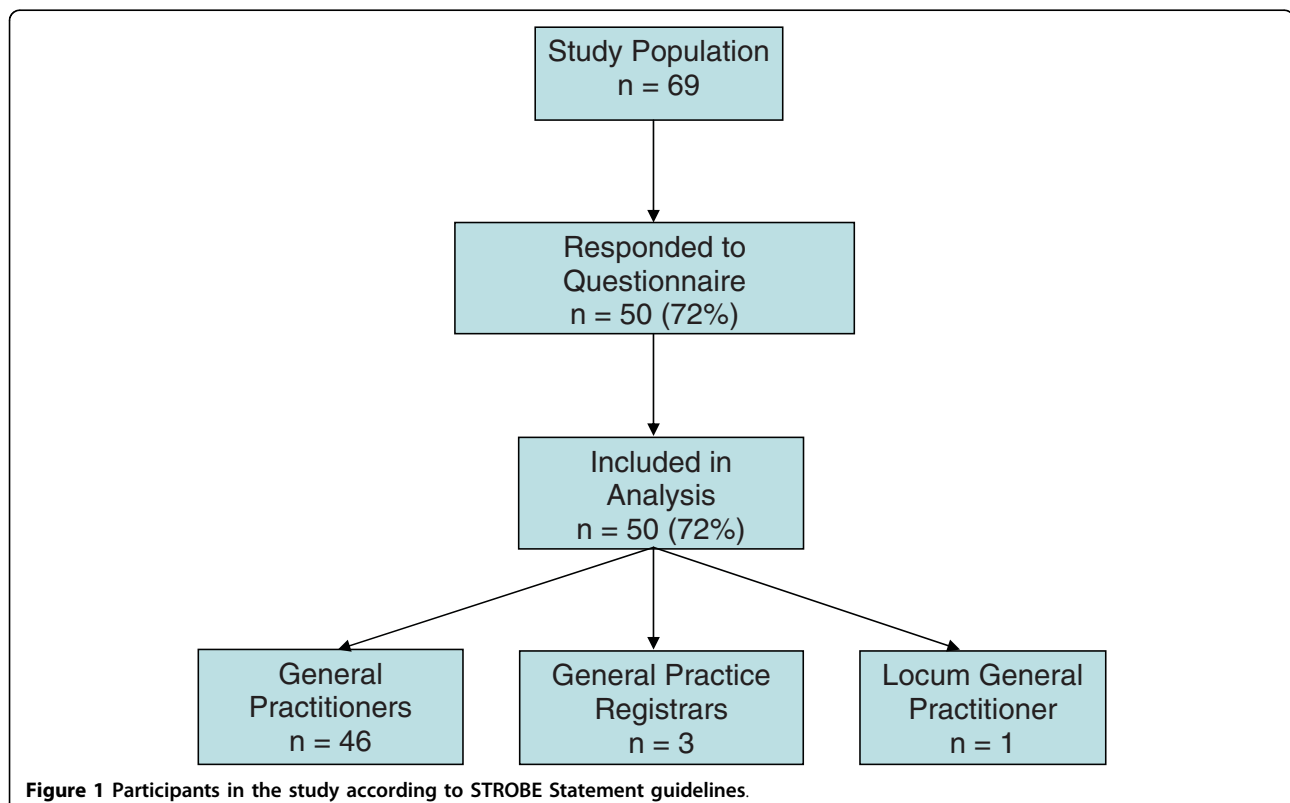 Study Population
n = 69
Responded to
Questionnaire
n = 50 (72%)
Included in
Analysis
n = 50 (72%)
General
Practitioners
n = 46
General Practice
Registrars
n = 3
Locum General
Practitioner
n = 1
Figure 1 Participants in the study according to STROBE Statement guidelines.